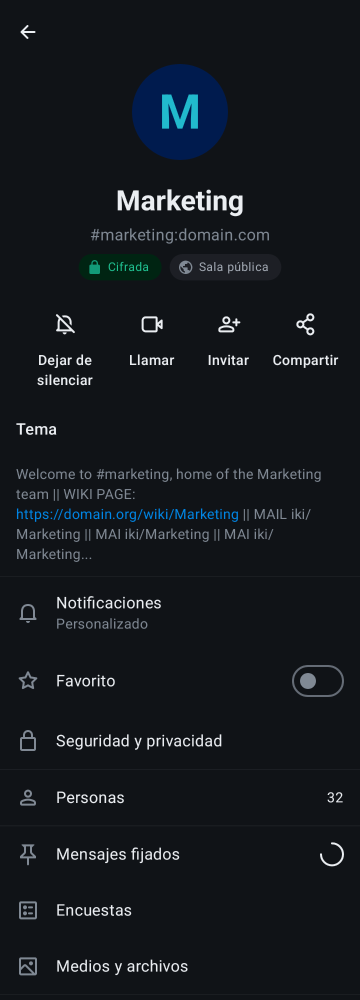 M
Marketing
#marketing:domain.com
Cifrada
Sala pública
Dejar de
silenciar
Llamar
Invitar
Compartir
Tema
Welcome to #marketing, home of the Marketing
team || WIKI PAGE:
https://domain.org/wiki/Marketing || MAIL iki/
Marketing || MAI iki/Marketing || MAI iki/
Marketing...
Notificaciones
Personalizado
Favorito
Seguridad y privacidad
Personas
32
Mensajes fijados
Encuestas
Medios y archivos